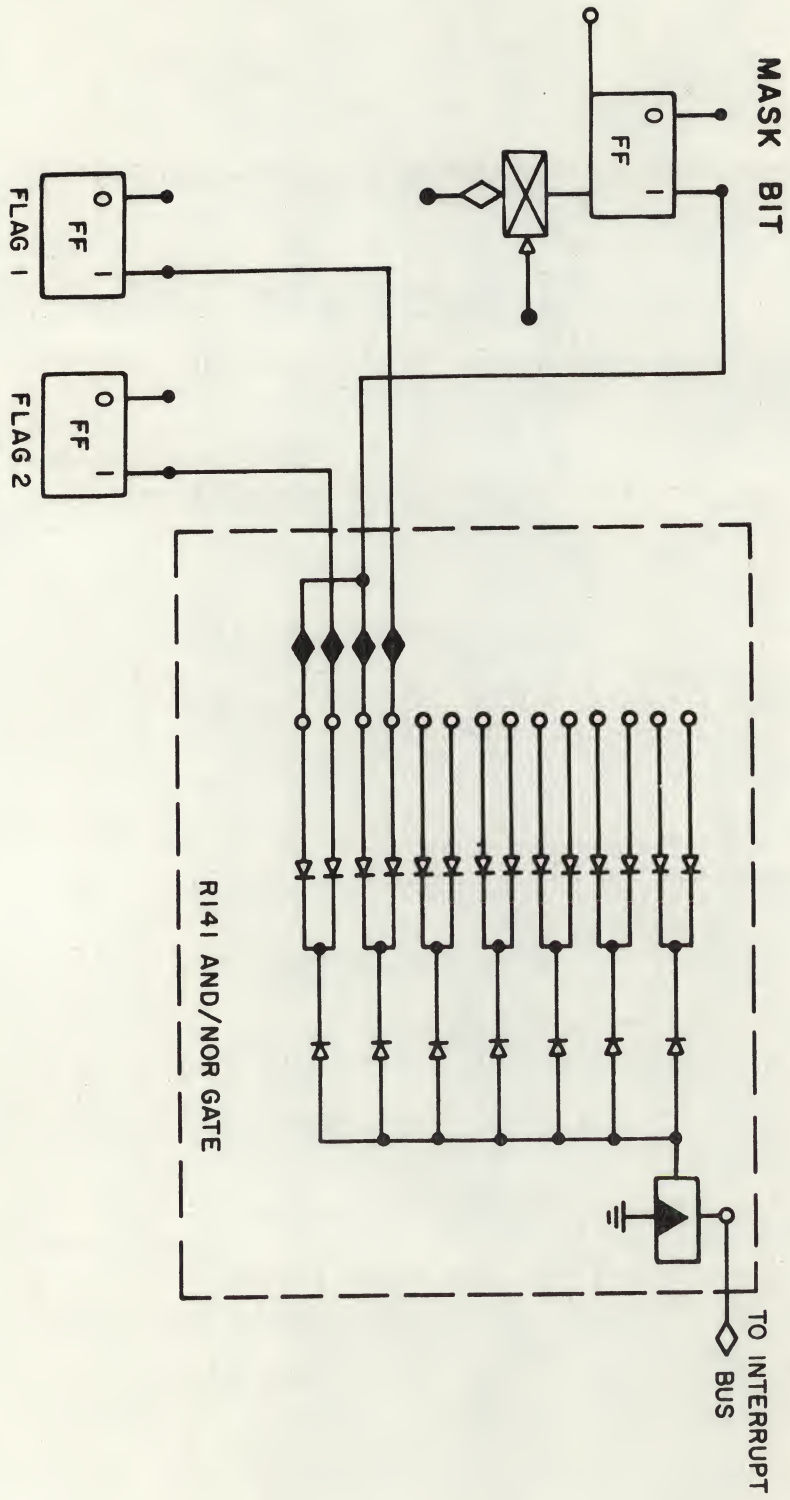 MASK BIT
0 1
FF
0 1
FF
FLAG 1
0 1
FF
FLAG 2
R141 AND/NOR GATE
TO INTERRUPT
BUS